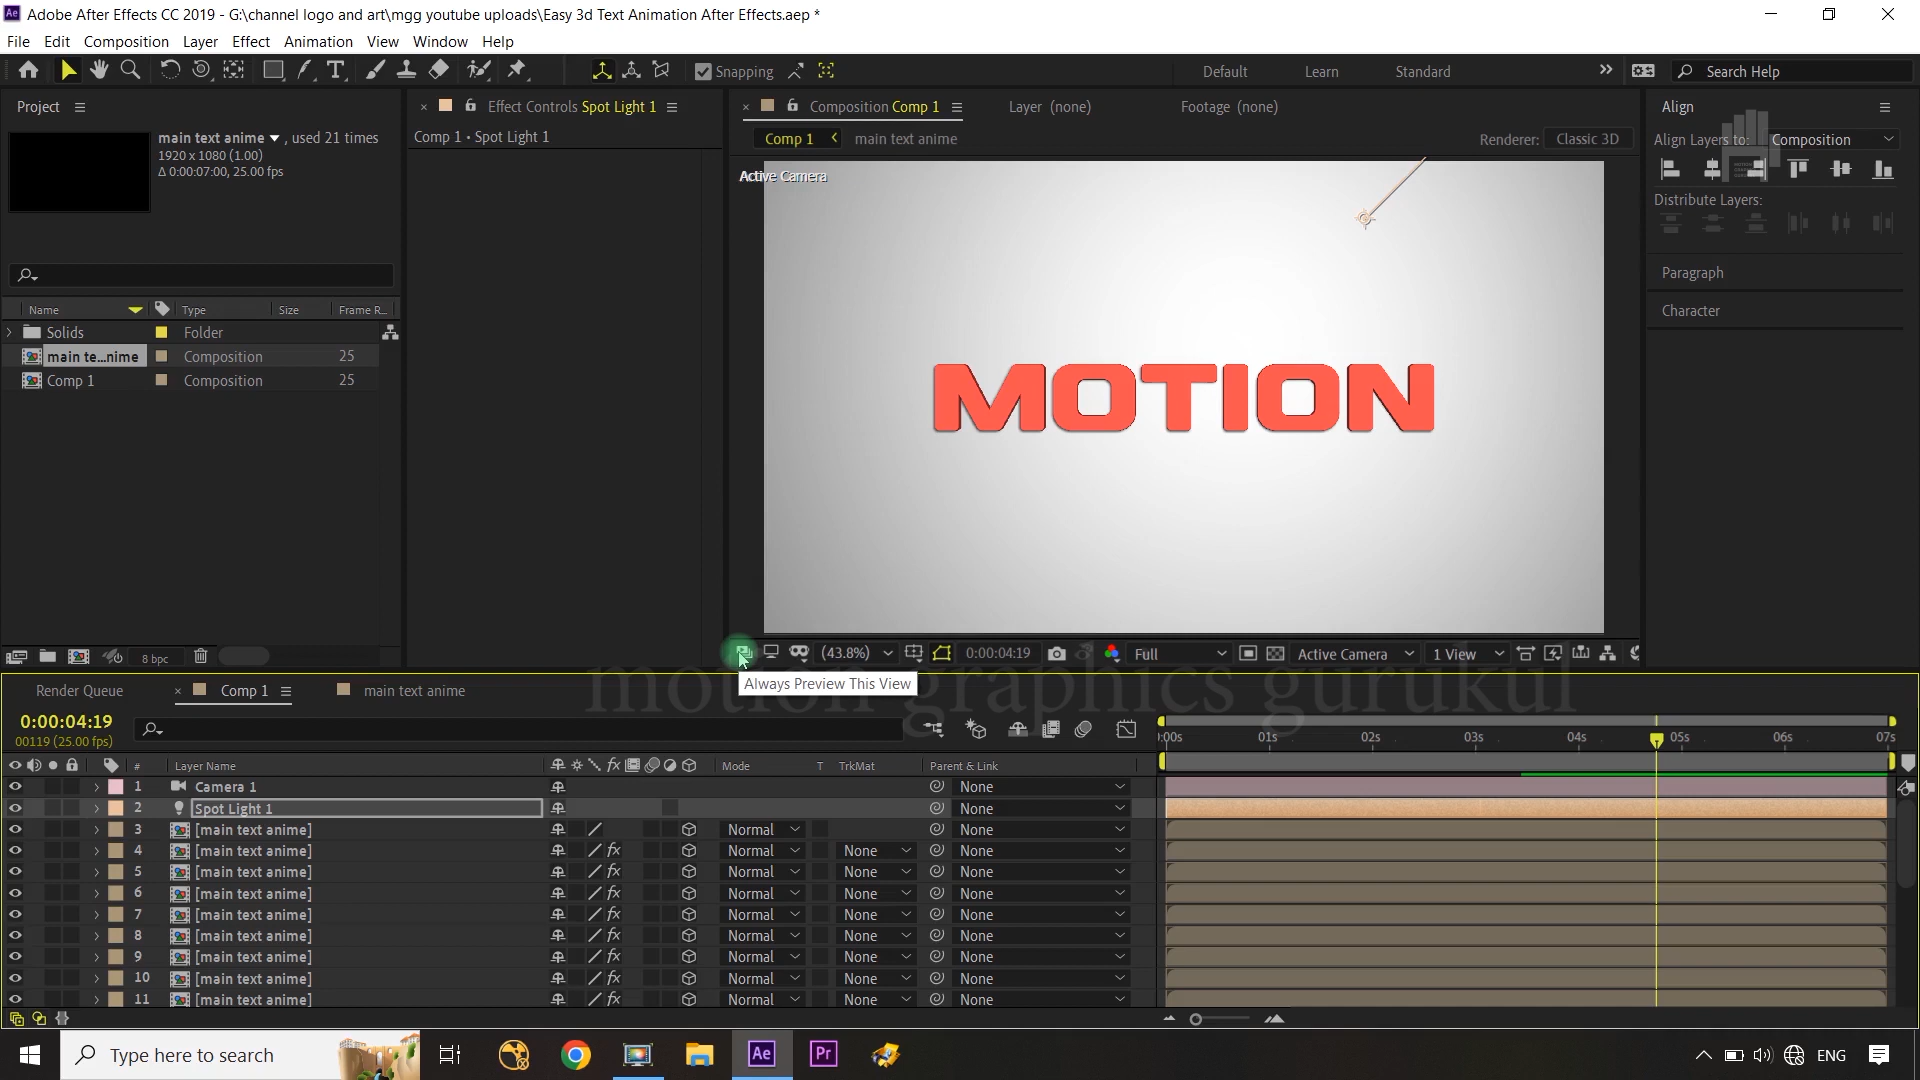 Adobe After Effects CC 2019 - G:\channel logo and art\mgg youtube uploads\Easy 3d Text Animation After Effects.aep *
File Edit Composition Layer Effect Animation View Window Help
Snapping Default Learn Standard Search Help
Project
Effect Controls Spot Light 1
Composition Comp 1
Layer (none)
Footage (none)
Align
main text anime , used 21 times
1920 x 1080 (1.00)
Δ 0:00:07:00, 25.00 fps
Comp 1 • Spot Light 1
Comp 1 main text anime
Renderer: Classic 3D
Align Layers to: Composition
Active Camera
Distribute Layers:
Paragraph
Character
Name Type Size Frame R...
Solids Folder
main te...nime Composition 25
Comp 1 Composition 25
MOTION
8 bpc
(43.8%) 0:00:04:19 Full Active Camera 1 View
Always Preview This View
motion graphics gurukul
Render Queue Comp 1 main text anime
0:00:04:19
00119 (25.00 fps)
:00s 01s 02s 03s 04s 05s 06s 07s
# Layer Name fx Mode T TrkMat Parent & Link
1 Camera 1 None
2 Spot Light 1 None
3 [main text anime] Normal None
4 [main text anime] fx Normal None None
5 [main text anime] fx Normal None None
6 [main text anime] fx Normal None None
7 [main text anime] fx Normal None None
8 [main text anime] fx Normal None None
9 [main text anime] fx Normal None None
10 [main text anime] fx Normal None None
11 [main text anime] fx Normal None None
Type here to search
Ae Pr ENG